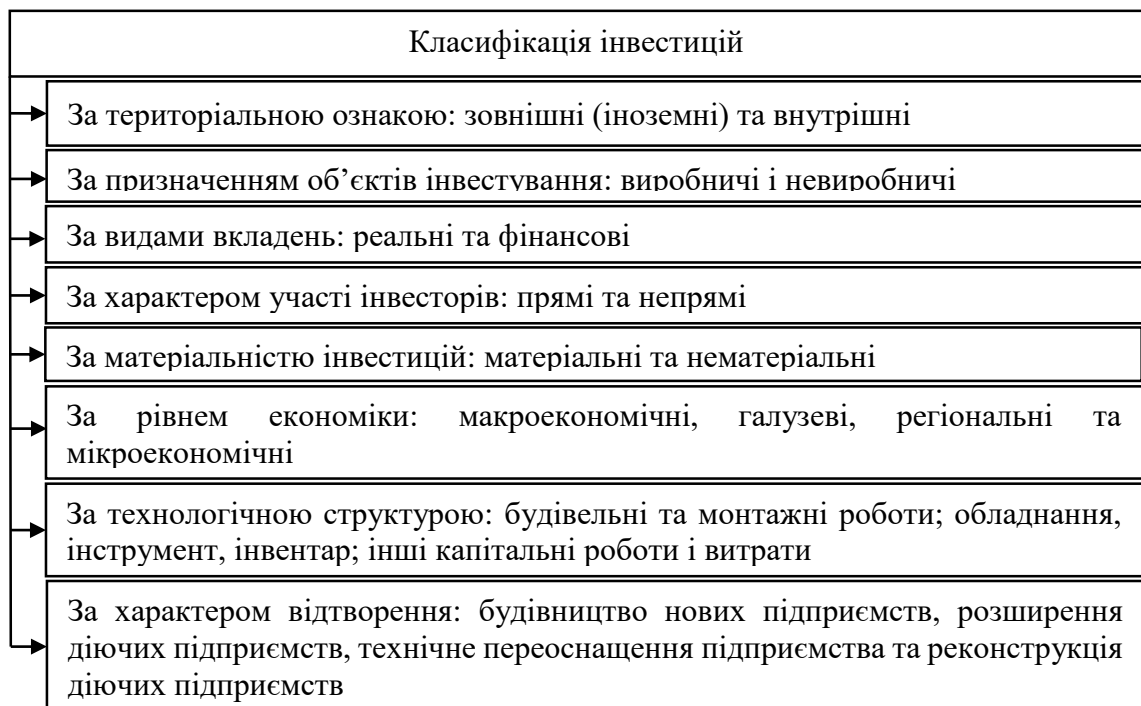 Класифікація інвестицій
За територіальною ознакою: зовнішні (іноземні) та внутрішні
За призначенням об’єктів інвестування: виробничі і невиробничі
За видами вкладень: реальні та фінансові
За характером участі інвесторів: прямі та непрямі
За матеріальністю інвестицій: матеріальні та нематеріальні
За рівнем економіки: макроекономічні, галузеві, регіональні та
мікроекономічні
За технологічною структурою: будівельні та монтажні роботи; обладнання,
інструмент, інвентар; інші капітальні роботи і витрати
За характером відтворення: будівництво нових підприємств, розширення
діючих підприємств, технічне переоснащення підприємства та реконструкція
діючих підприємств